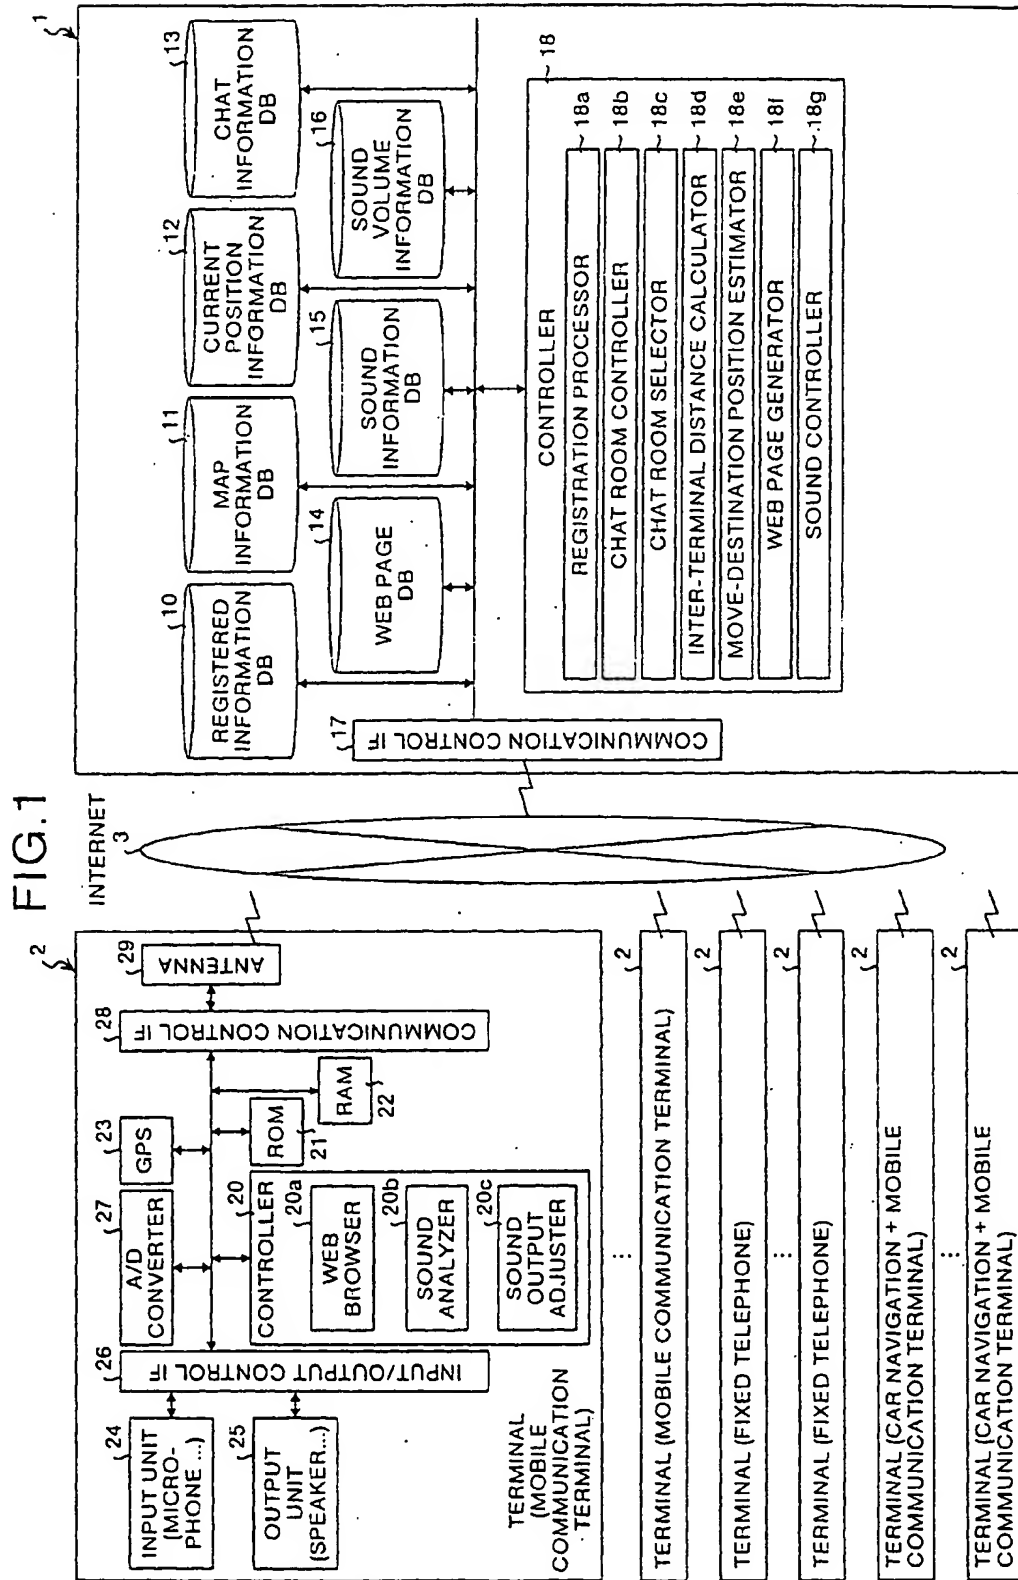 FIG.1
2
24
INPUT UNIT
(MICRO-
PHONE ...)
25
OUTPUT
UNIT
(SPEAKER...)
26
INPUT/OUTPUT CONTROL IF
27
A/D
CONVERTER
23
GPS
20
CONTROLLER
20a
WEB
BROWSER
20b
SOUND
ANALYZER
20c
SOUND
OUTPUT
ADJUSTER
ROM
21
RAM
22
28
COMMUNICATION CONTROL IF
29
ANTENNA
TERMINAL
(MOBILE
COMMUNICATION
TERMINAL)
...
TERMINAL (MOBILE COMMUNICATION TERMINAL)
2
TERMINAL (FIXED TELEPHONE)
2
...
TERMINAL (FIXED TELEPHONE)
2
TERMINAL (CAR NAVIGATION + MOBILE
COMMUNICATION TERMINAL)
2
...
TERMINAL (CAR NAVIGATION + MOBILE
COMMUNICATION TERMINAL)
2
INTERNET
3
1
10
REGISTERED
INFORMATION
DB
11
MAP
INFORMATION
DB
12
CURRENT
POSITION
INFORMATION
DB
13
CHAT
INFORMATION
DB
14
WEB PAGE
DB
15
SOUND
INFORMATION
DB
16
SOUND
VOLUME
INFORMATION
DB
17
COMMUNICATION CONTROL IF
18
CONTROLLER
REGISTRATION PROCESSOR
18a
CHAT ROOM CONTROLLER
18b
CHAT ROOM SELECTOR
18c
INTER-TERMINAL DISTANCE CALCULATOR
18d
MOVE-DESTINATION POSITION ESTIMATOR
18e
WEB PAGE GENERATOR
18f
SOUND CONTROLLER
18g